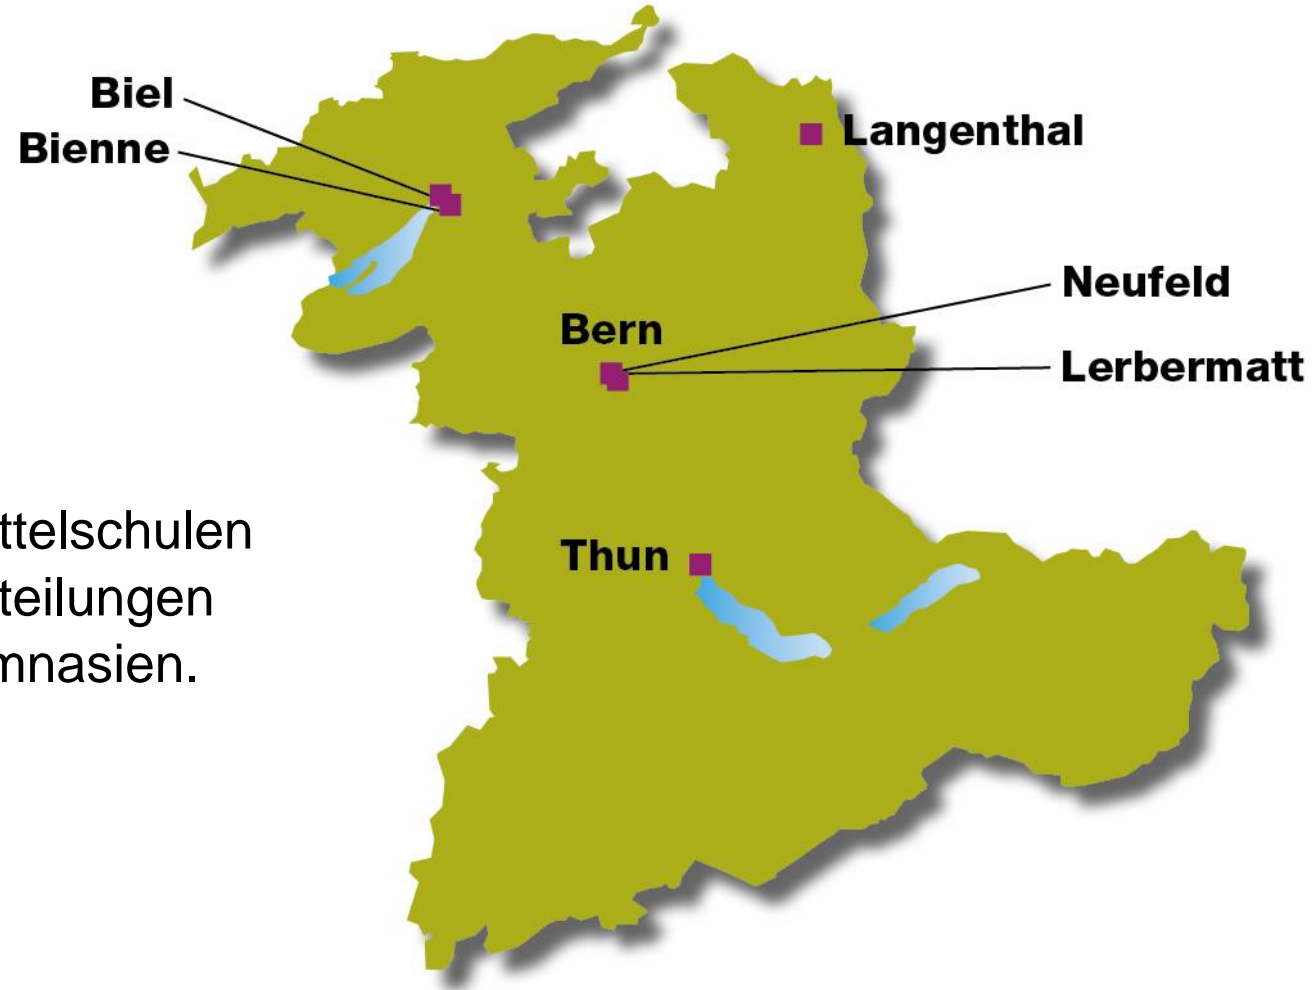 Biel
Bienne
Langenthal
Neufeld
Bern
Lerbermatt
Thun
ttelschulen
teilungen
mnasien.